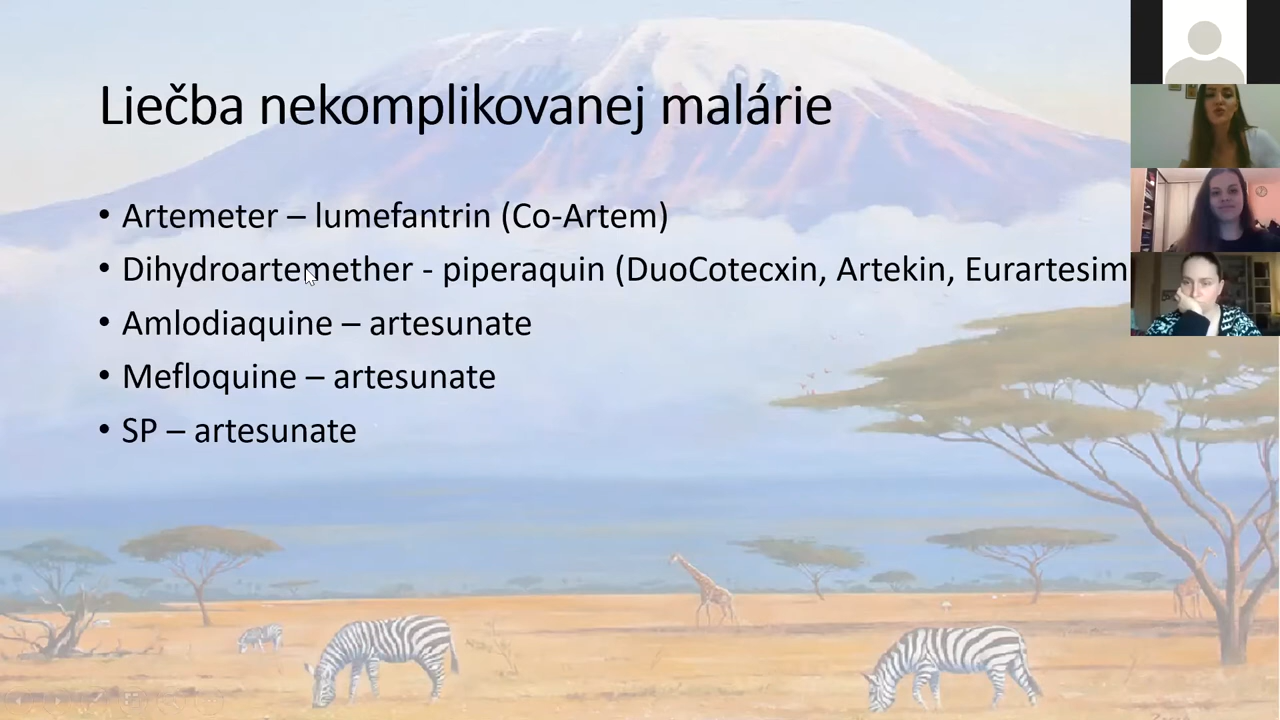 Liečba nekomplikovanej malárie
• Artemeter – lumefantrin (Co-Artem)
• Dihydroartemether - piperaquin (DuoCotecxin, Artekin, Eurartesim
• Amlodiaquine – artesunate
• Mefloquine – artesunate
• SP – artesunate